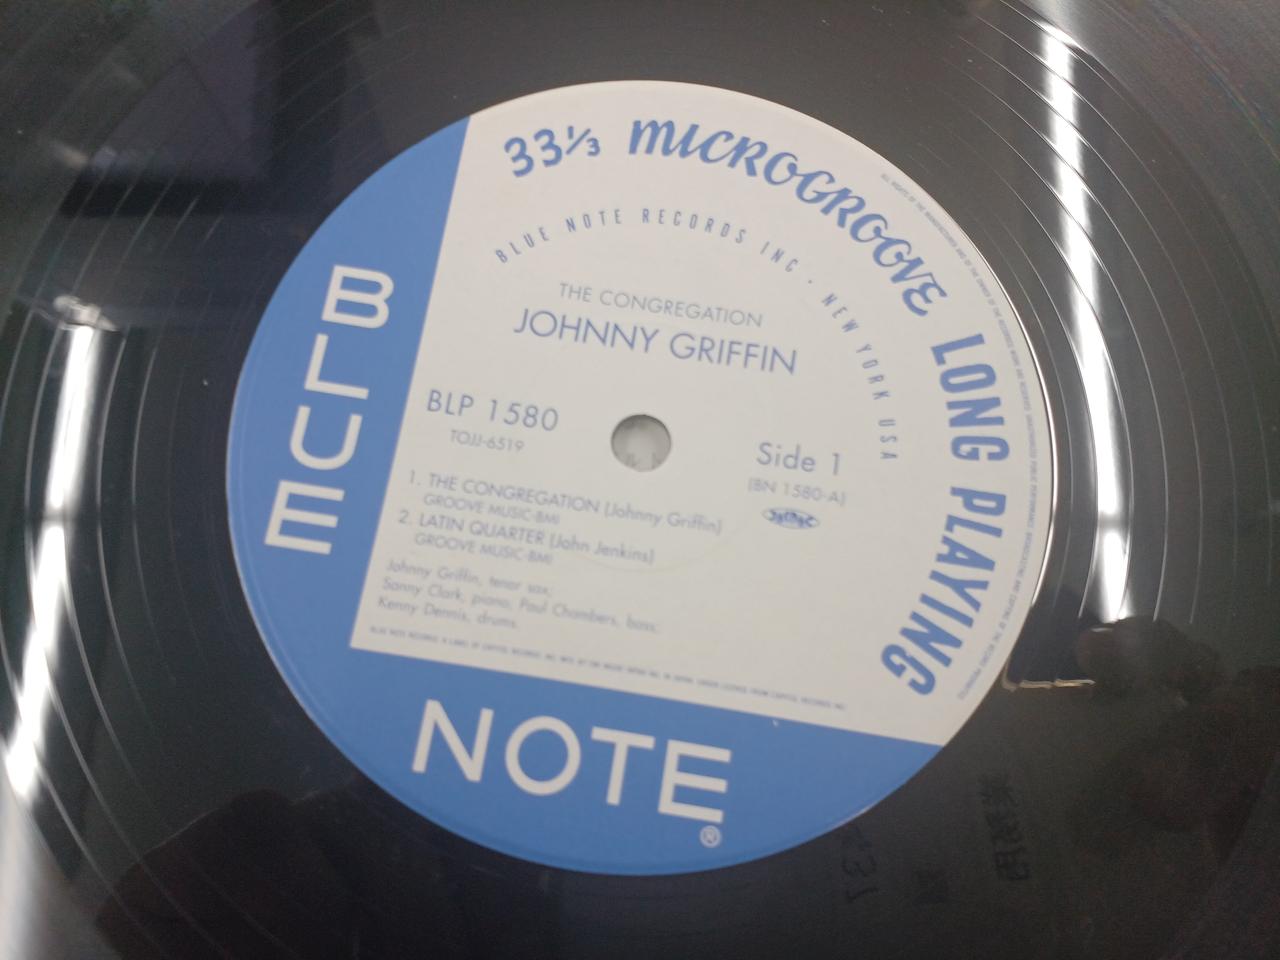 33⅓ MICROGROOVE LONG PLAYING
BLUE NOTE RECORDS INC · NEW YORK USA
THE CONGREGATION
JOHNNY GRIFFIN
BLP 1580
TOJJ-6519
Side 1
(BN 1580-A)
JASRAC
1. THE CONGREGATION (Johnny Griffin)
GROOVE MUSIC-BMI
2. LATIN QUARTER (John Jenkins)
GROOVE MUSIC-BMI
Johnny Griffin, tenor sax;
Sonny Clark, piano; Paul Chambers, bass;
Kenny Dennis, drums.
BLUE
NOTE®